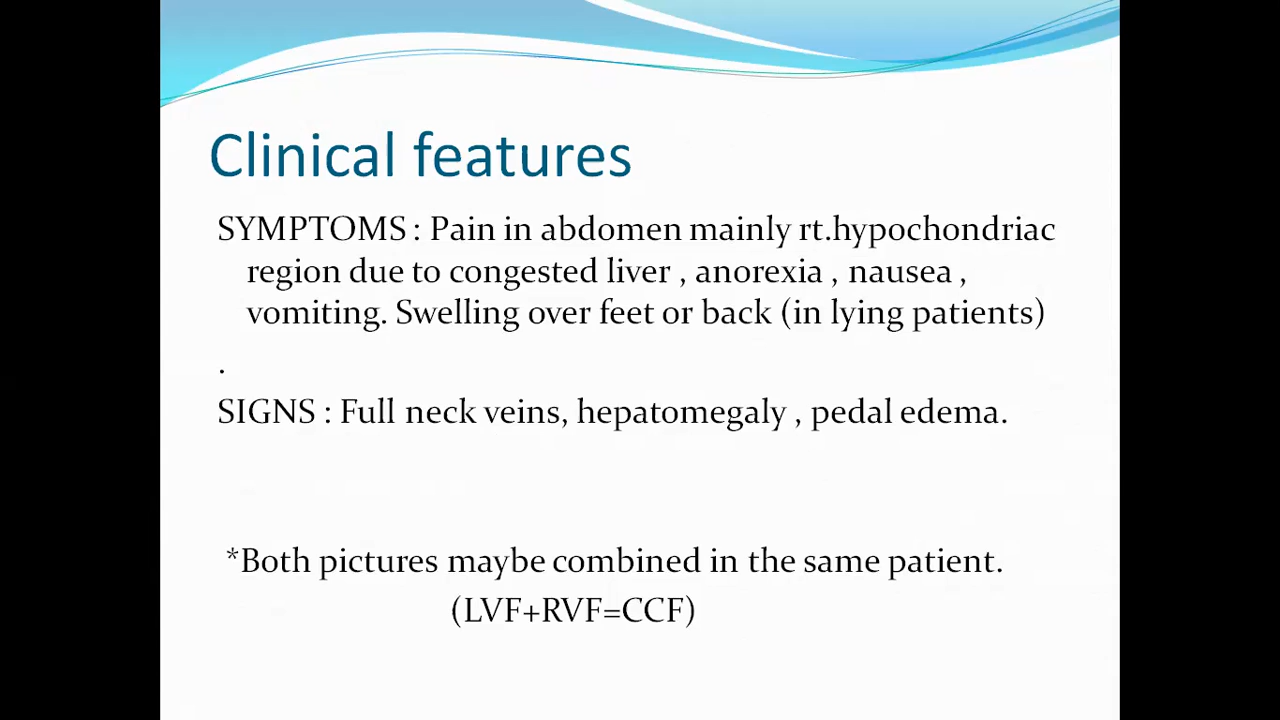 Clinical features
SYMPTOMS : Pain in abdomen mainly rt.hypochondriac
region due to congested liver , anorexia , nausea ,
vomiting. Swelling over feet or back (in lying patients)
.
SIGNS : Full neck veins, hepatomegaly , pedal edema.
*Both pictures maybe combined in the same patient.
(LVF+RVF=CCF)